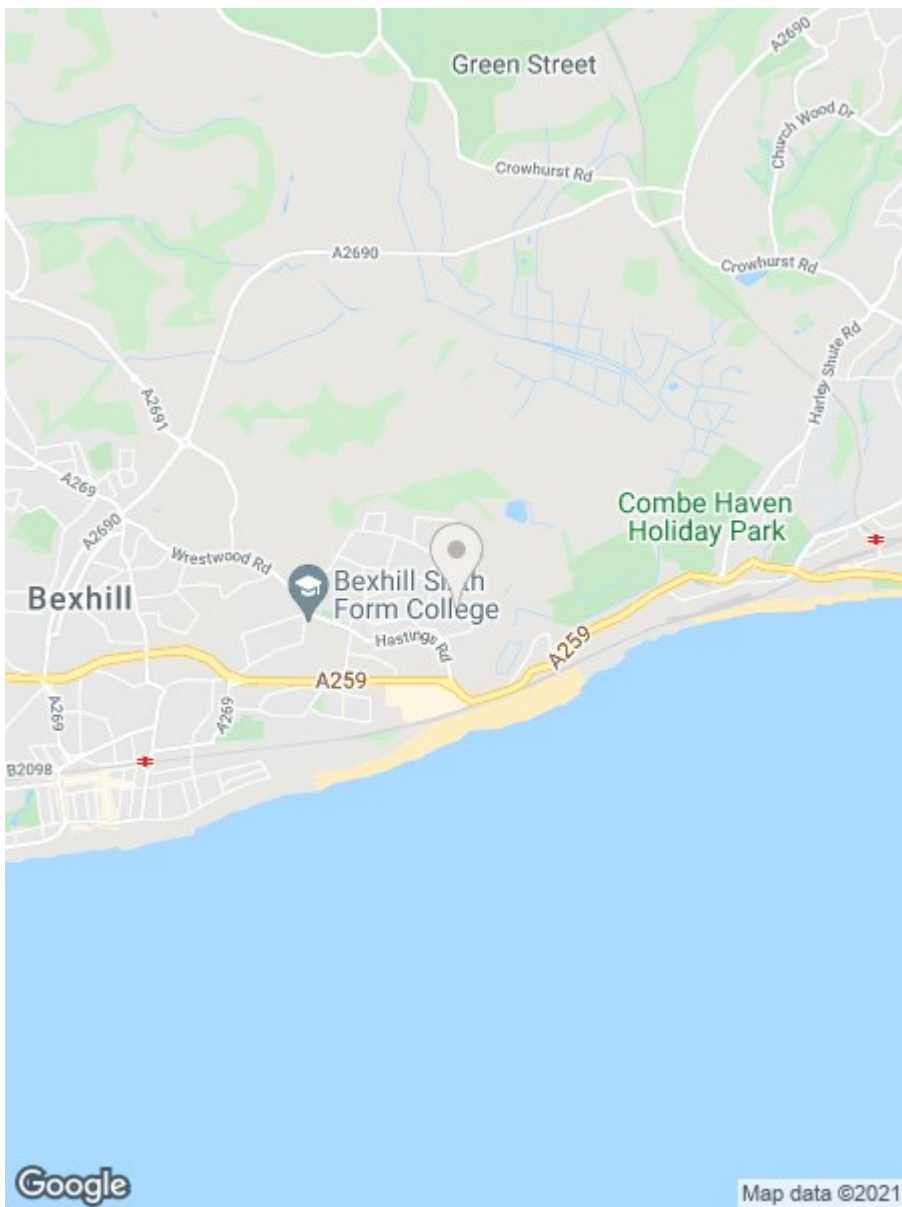 A2690
Green Street
Church Wood Dr
Crowhurst Rd
A2690
Crowhurst Rd
Harley Shute Rd
A2691
A269
A2690
Combe Haven
Holiday Park
Wrestwood Rd
Bexhill
Bexhill Sixth
Form College
Hastings Rd
A259
A259
A269
A269
B2098
Google
Map data ©2021